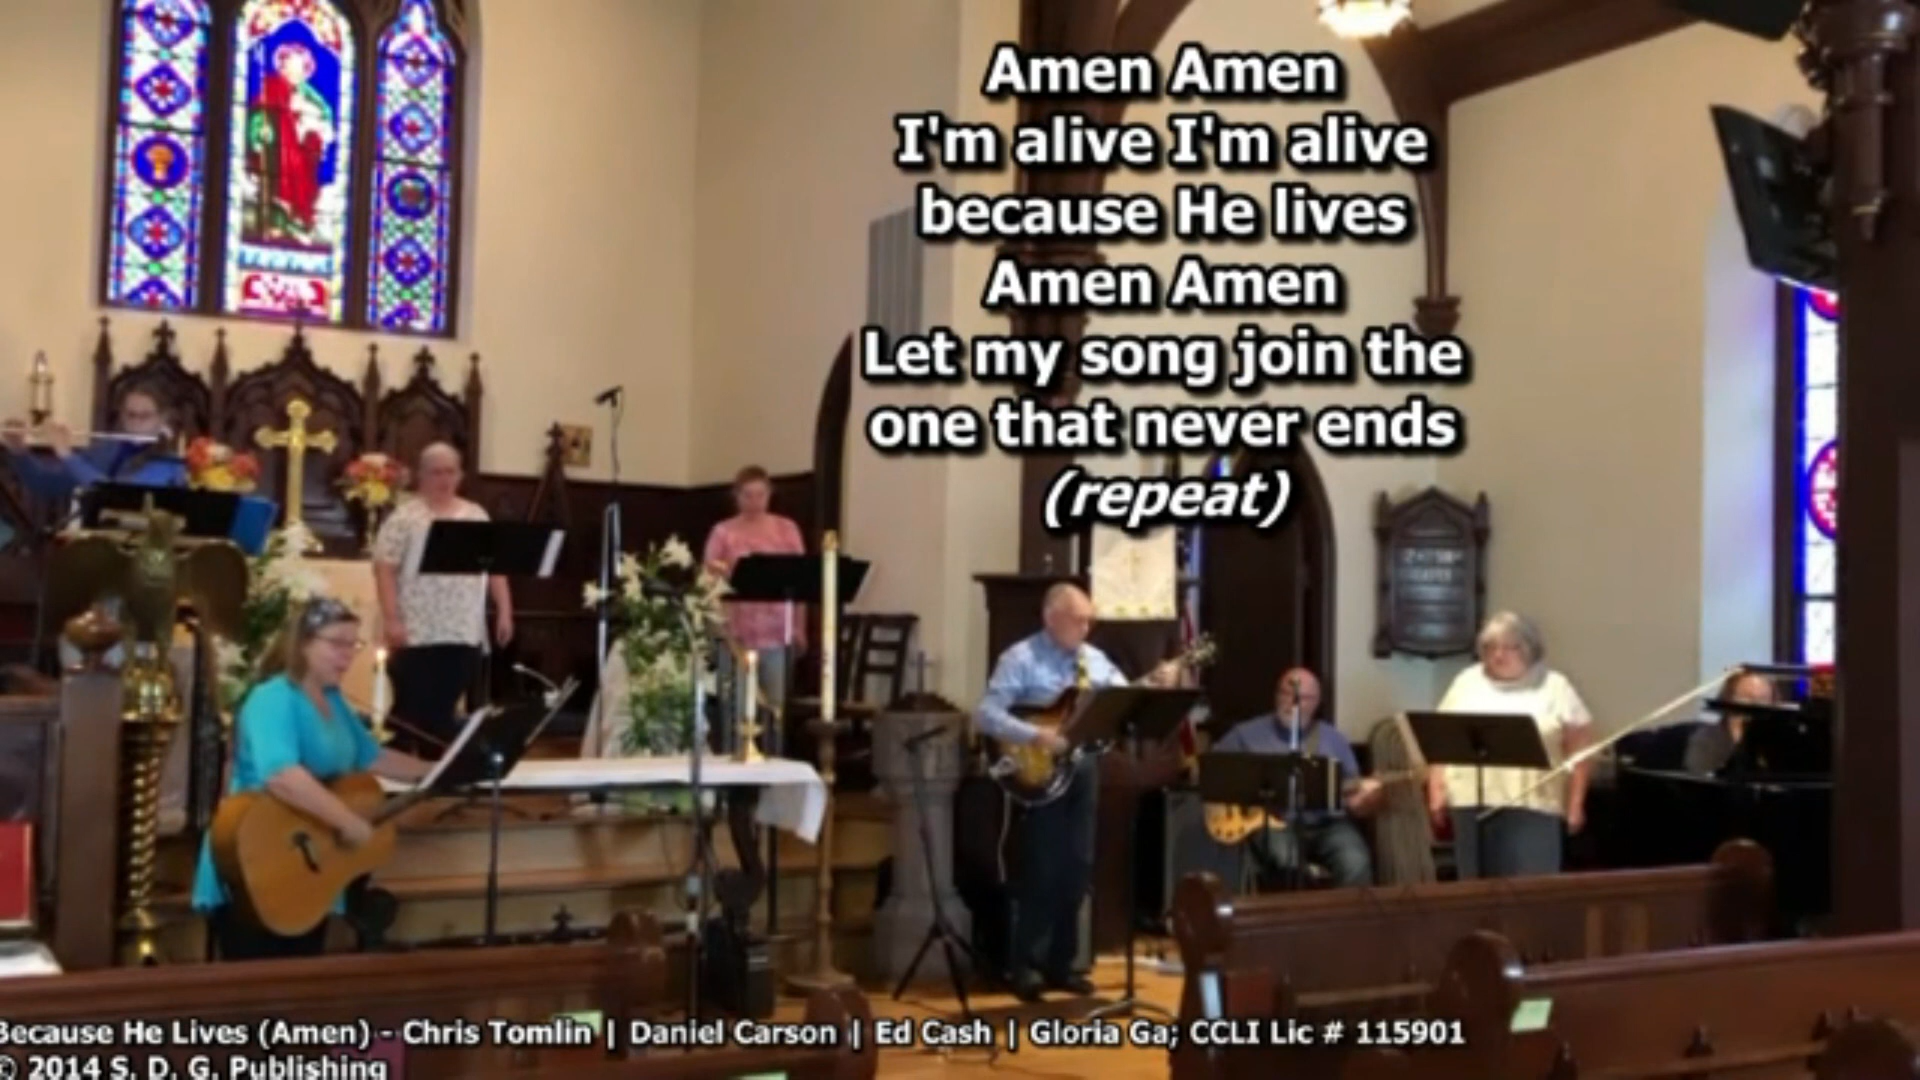 Amen Amen
I'm alive I'm alive
because He lives
Amen Amen
Let my song join the
one that never ends
(repeat)
Because He Lives (Amen) - Chris Tomlin | Daniel Carson | Ed Cash | Gloria Ga; CCLI Lic # 115901
© 2014 S. D. G. Publishing